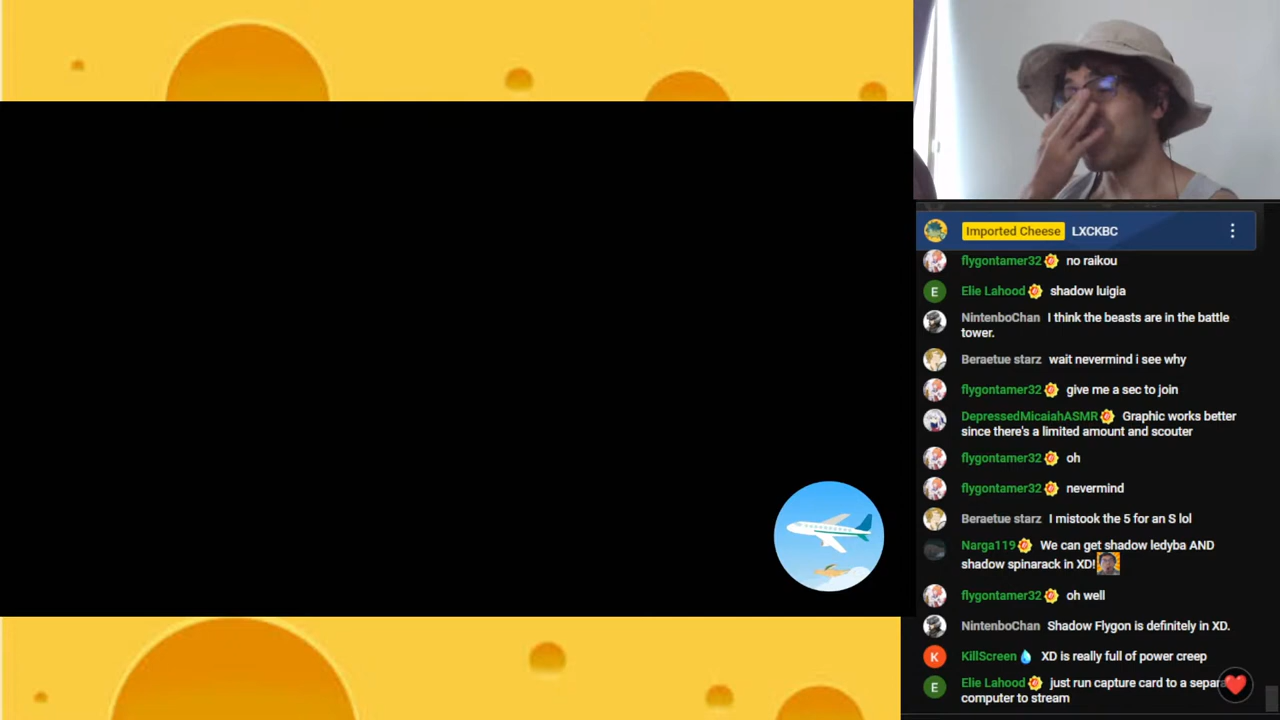 Imported Cheese LXCKBC
flygontamer32 no raikou
Elie Lahood shadow luigia
NintenboChan I think the beasts are in the battle
tower.
Beraetue starz wait nevermind i see why
flygontamer32 give me a sec to join
DepressedMicaiahASMR Graphic works better
since there's a limited amount and scouter
flygontamer32 oh
flygontamer32 nevermind
Beraetue starz I mistook the 5 for an S lol
Narga119 We can get shadow ledyba AND
shadow spinarack in XD!
flygontamer32 oh well
NintenboChan Shadow Flygon is definitely in XD.
KillScreen XD is really full of power creep
Elie Lahood just run capture card to a separa
computer to stream